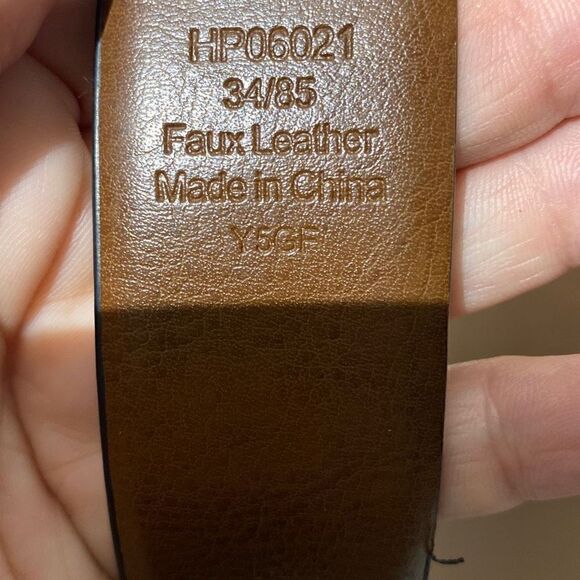 HP06021
34/85
Faux Leather
Made in China
Y5GF